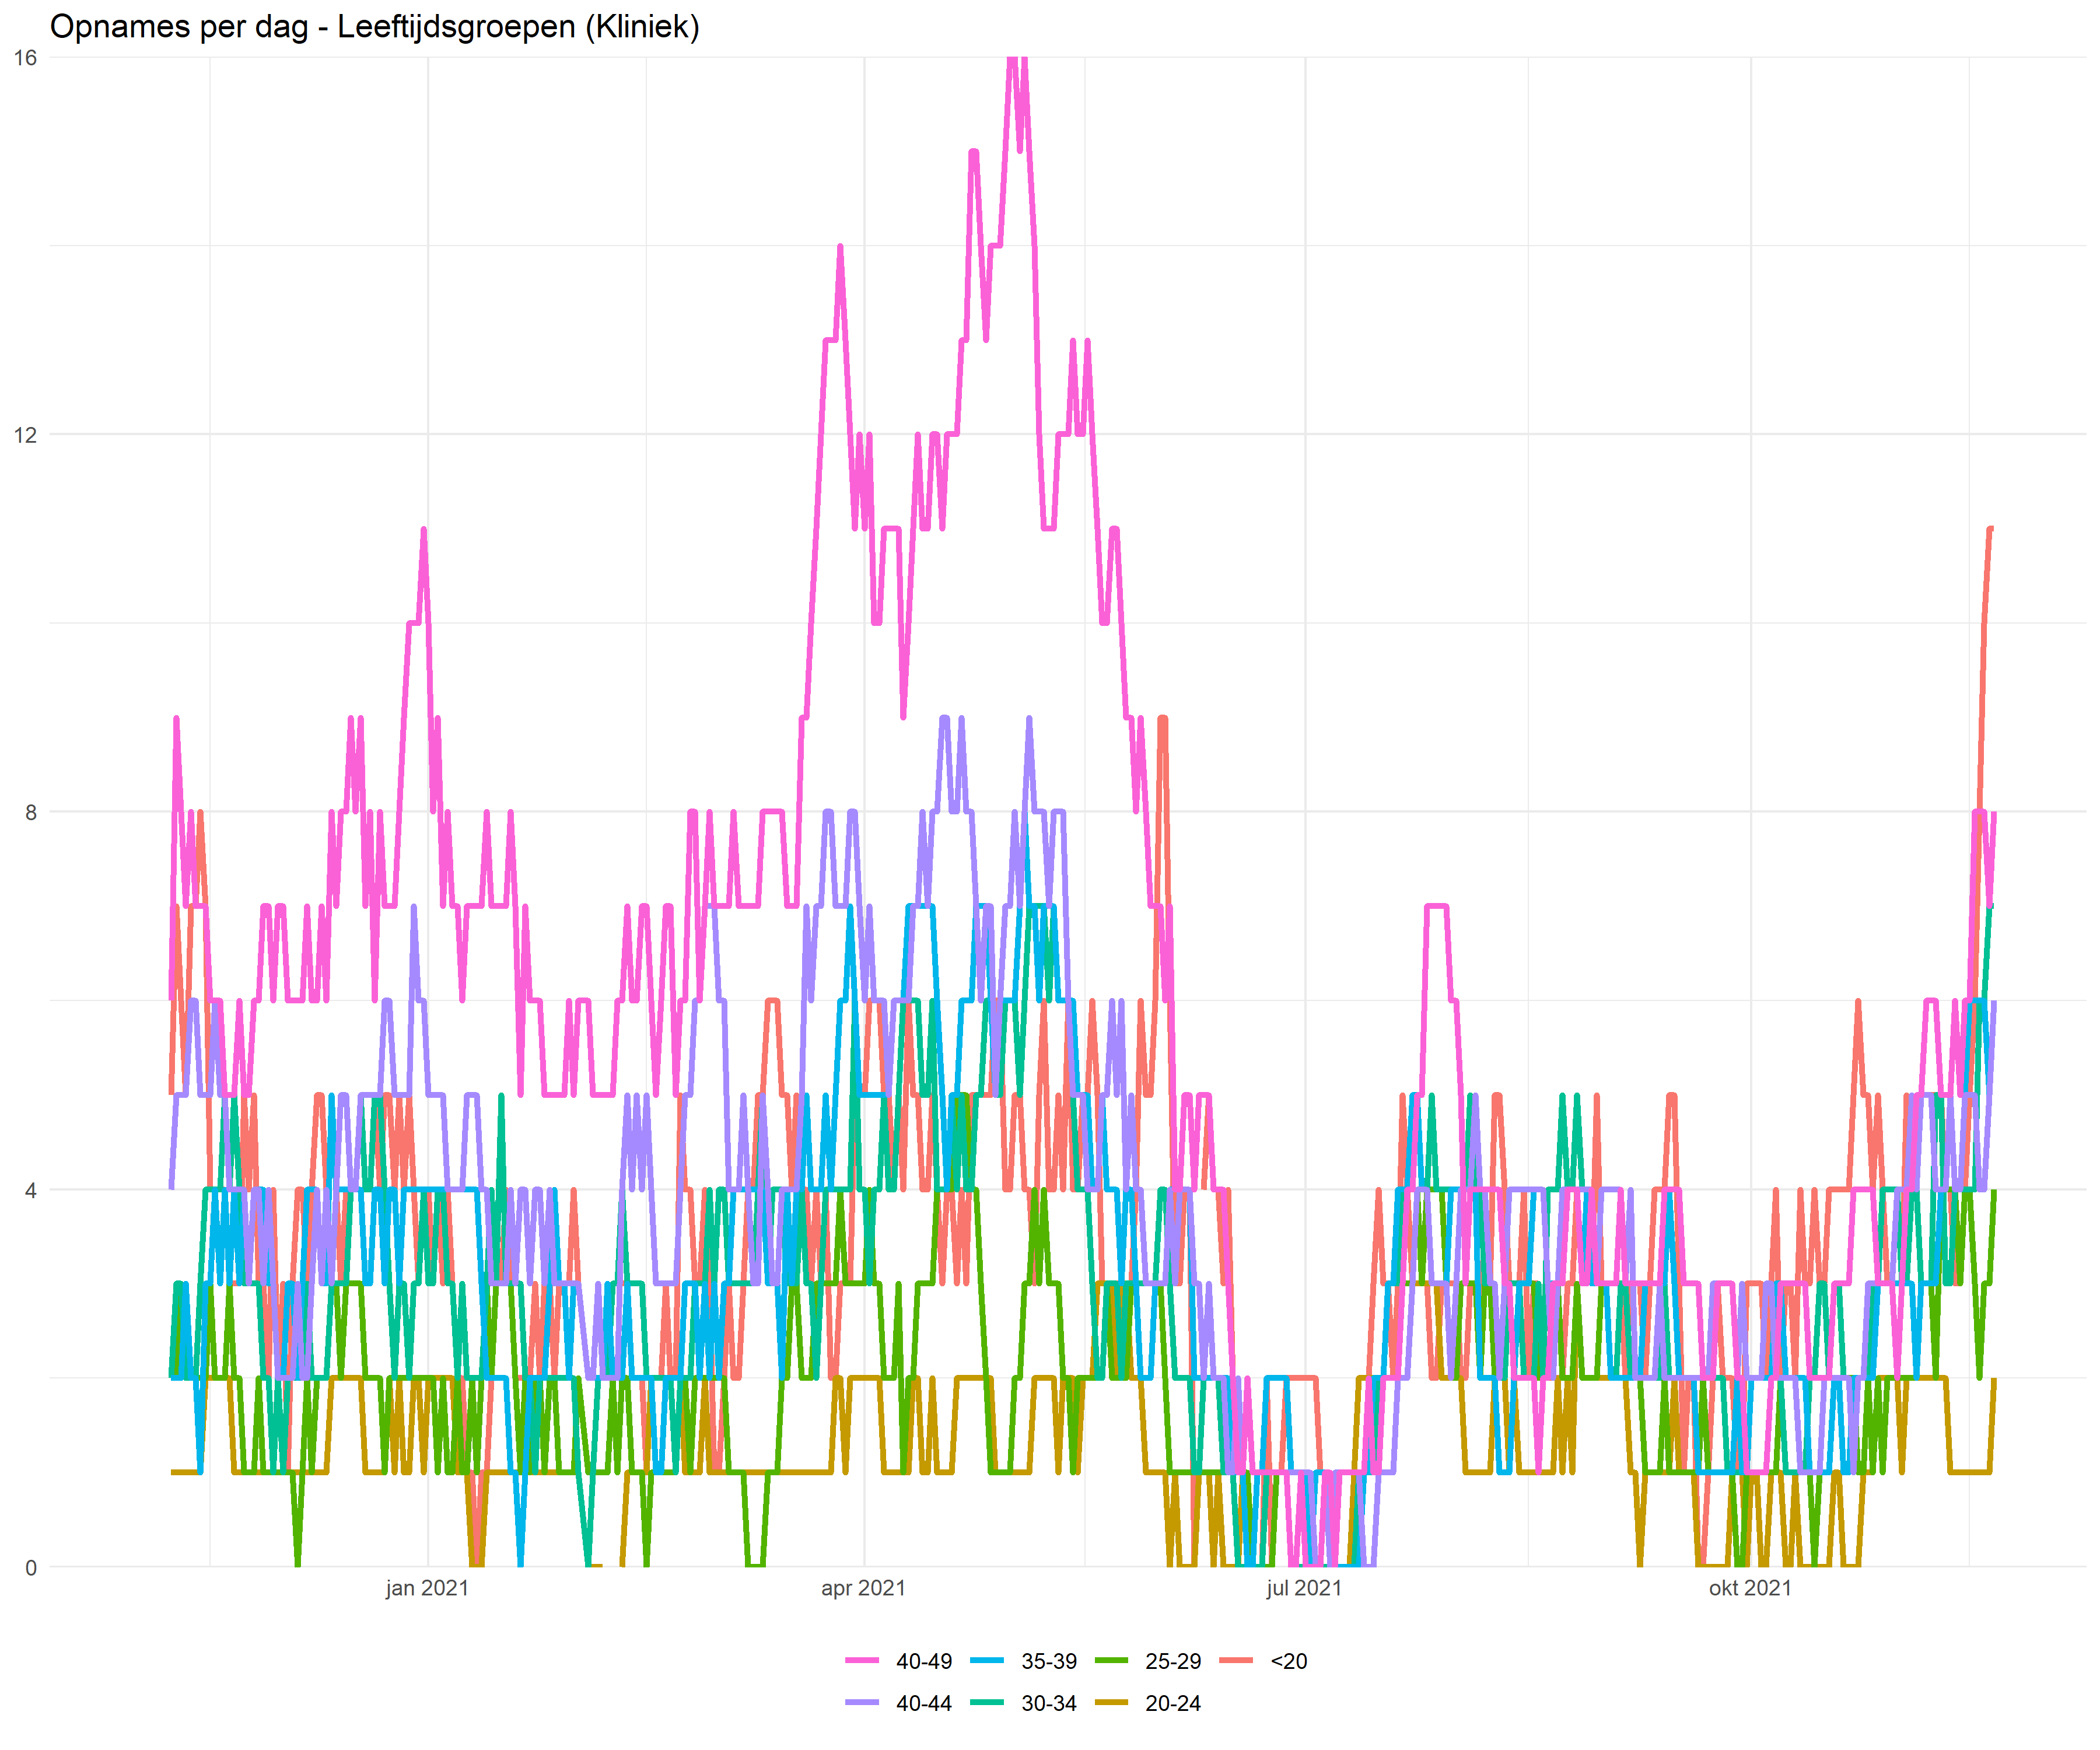 Opnames per dag - Leeftijdsgroepen (Kliniek)
16
12
8
4
0
jan 2021
apr 2021
jul 2021
okt 2021
40-49 35-39 25-29 <20
40-44 30-34 20-24